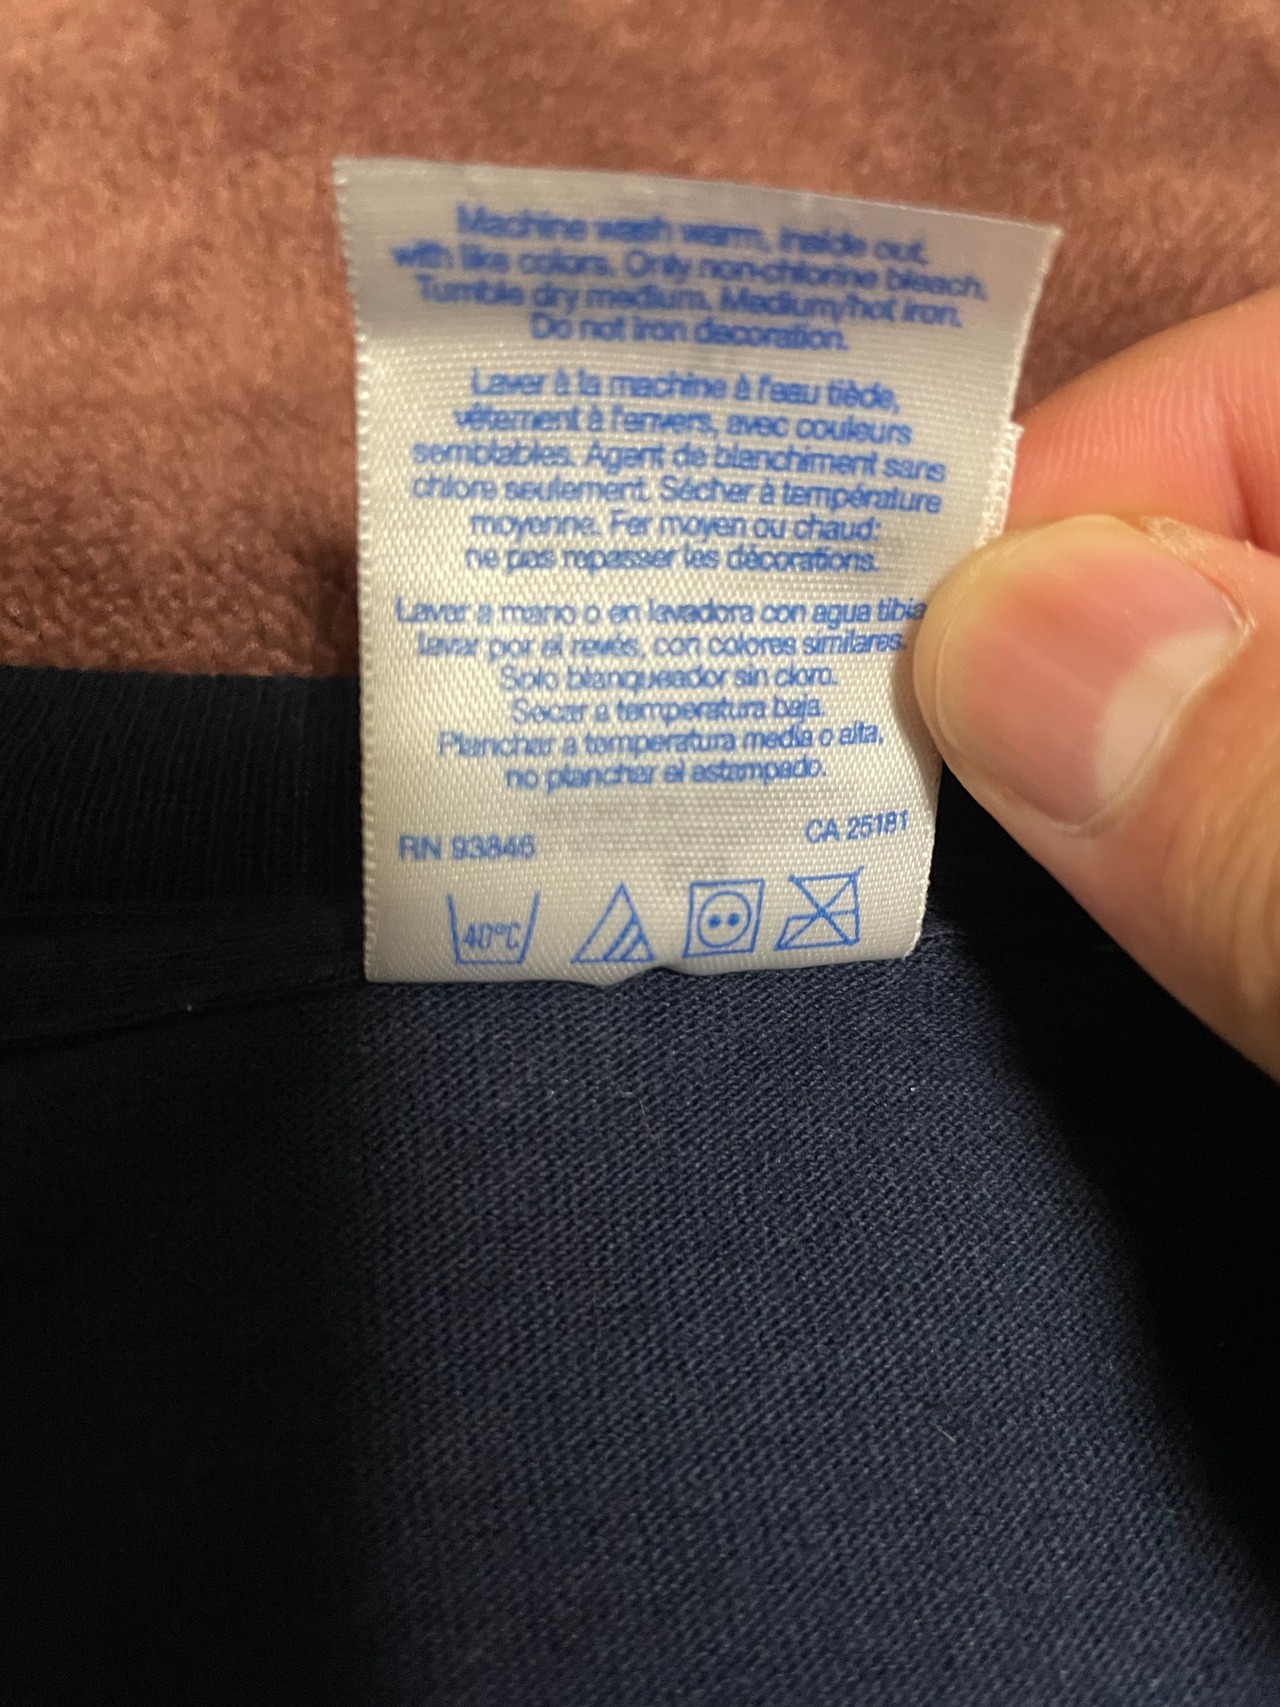 Machine wash warm, inside out,
with like colors. Only non-chlorine bleach.
Tumble dry medium. Medium/hot iron.
Do not iron decoration.
Laver à la machine à l'eau tiède,
vêtement à l'envers, avec couleurs
semblables. Agent de blanchiment sans
chlore seulement. Sécher à température
moyenne. Fer moyen ou chaud:
ne pas repasser les décorations.
Lavar a mano o en lavadora con agua tibia
lavar por el revés, con colores similares.
Solo blanqueador sin cloro.
Secar a temperatura baja.
Planchar a temperatura media o alta,
no planchar el estampado.
RN 93846 CA 25181
40°C